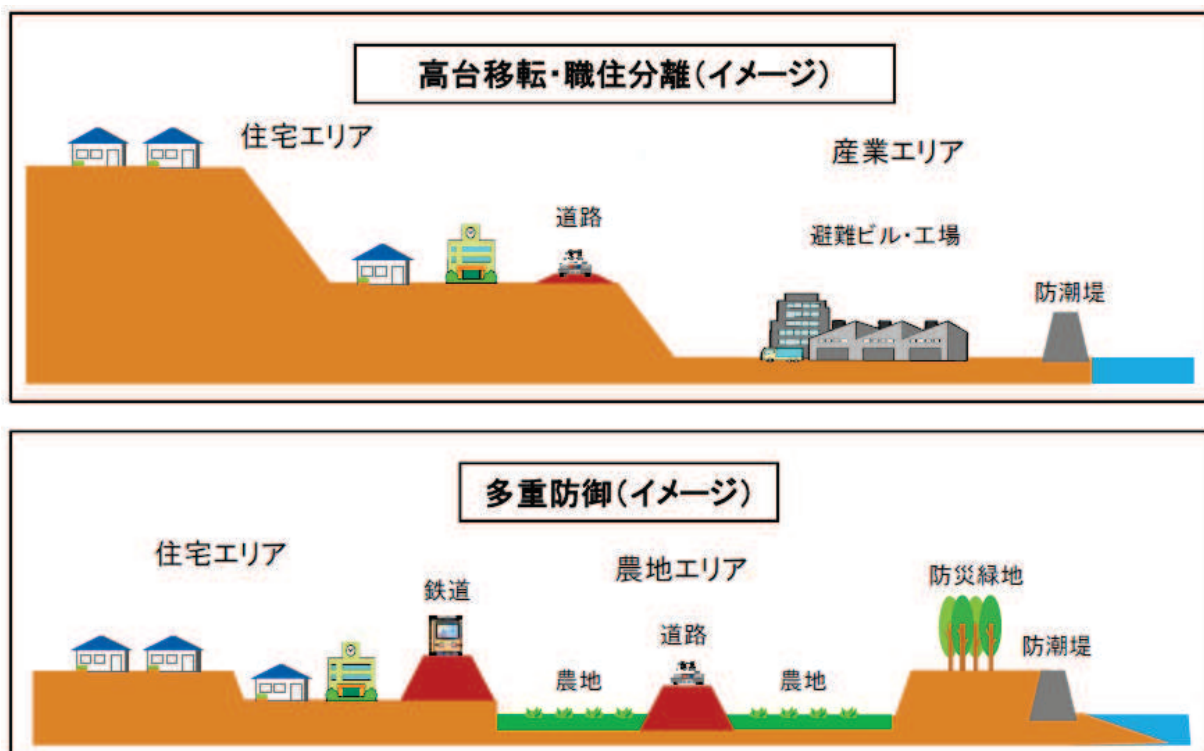 高台移転・職住分離(イメージ)
住宅エリア
産業エリア
道路
避難ビル・工場
防潮堤
多重防御(イメージ)
住宅エリア
農地エリア
防災緑地
鉄道
道路
防潮堤
農地
農地